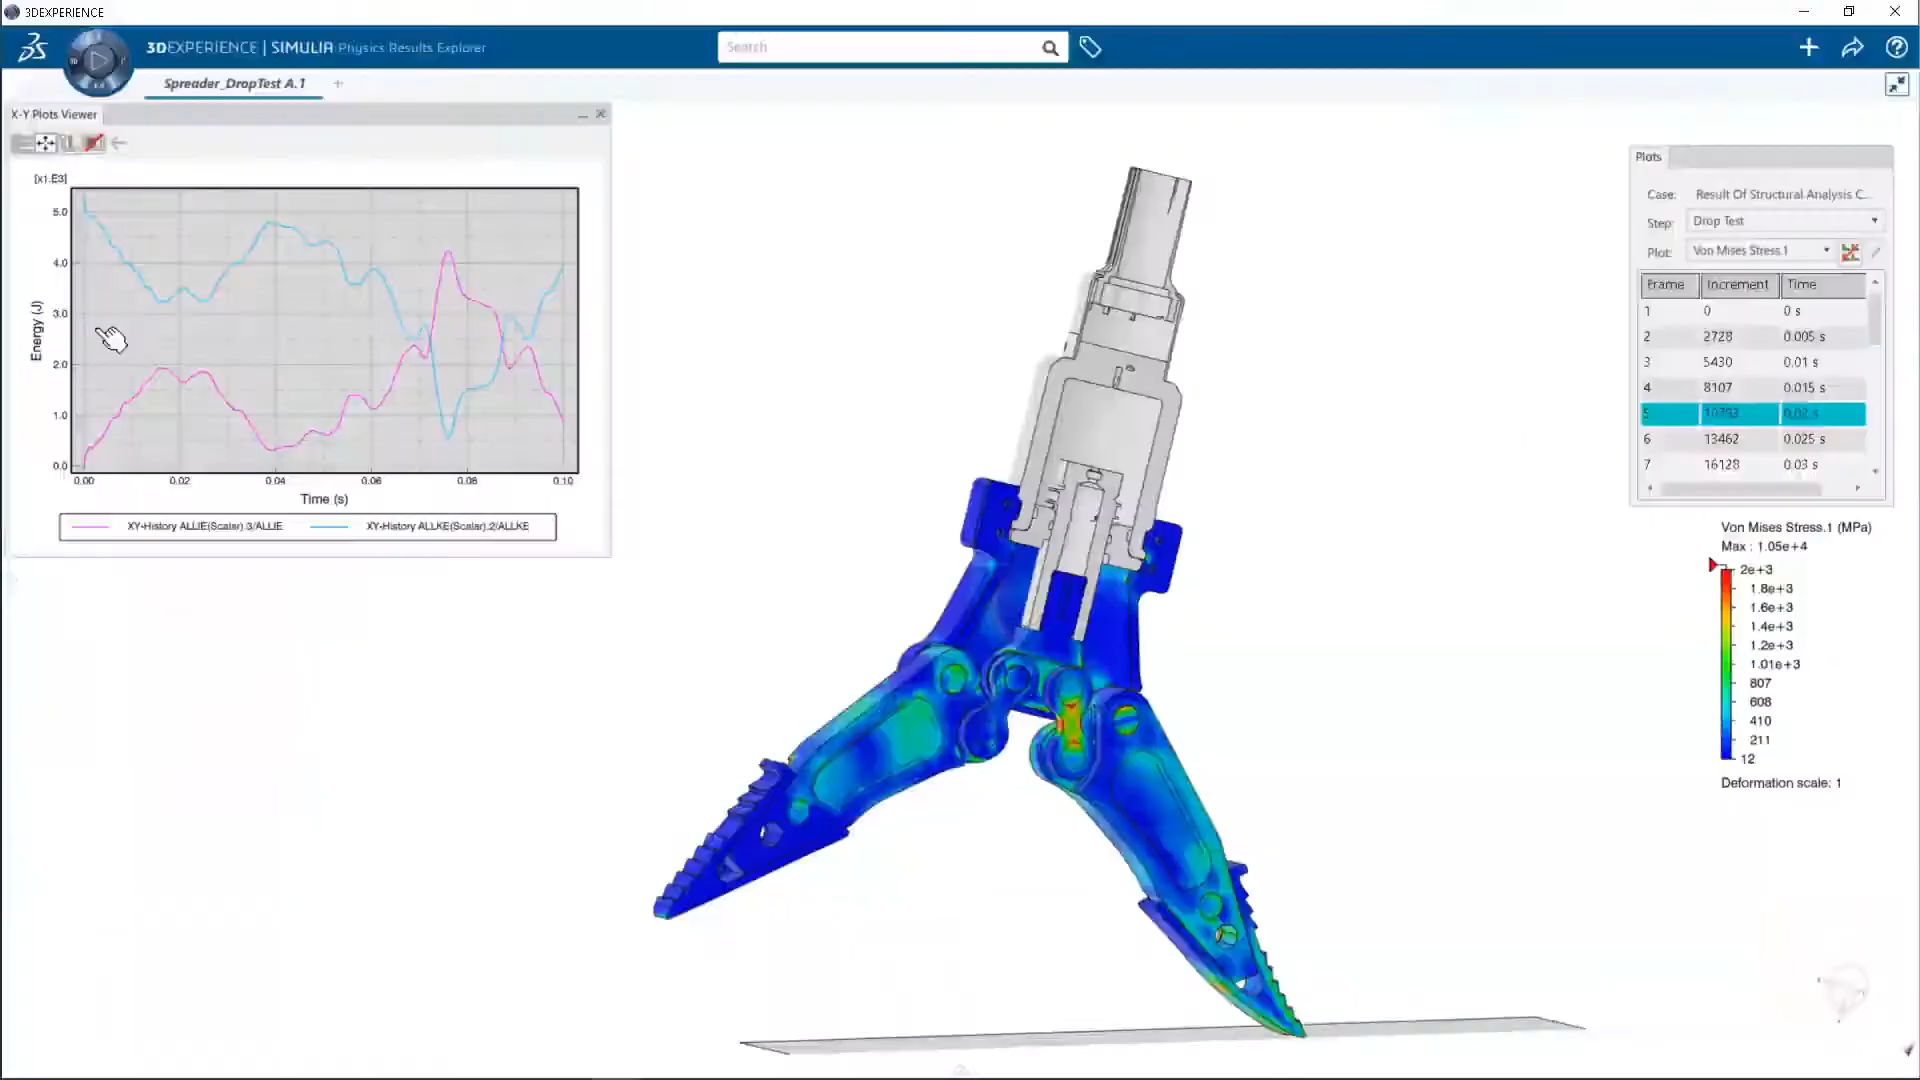 3DEXPERIENCE
3DEXPERIENCE | SIMULIA Physics Results Explorer
Search
Spreader_DropTest A.1
X-Y Plots Viewer
[x1.E3]
5.0
4.0
3.0
2.0
1.0
0.0
Energy (J)
0.00 0.02 0.04 0.06 0.08 0.10
Time (s)
XY-History ALLIE(Scalar).3/ALLIE XY-History ALLKE(Scalar).2/ALLKE
Plots
Case: Result Of Structural Analysis C...
Step: Drop Test
Plot: Von Mises Stress.1
Frame Increment Time
1 0 0 s
2 2728 0.005 s
3 5430 0.01 s
4 8107 0.015 s
5 10793 0.02 s
6 13462 0.025 s
7 16128 0.03 s
Von Mises Stress.1 (MPa)
Max : 1.05e+4
2e+3
1.8e+3
1.6e+3
1.4e+3
1.2e+3
1.01e+3
807
608
410
211
12
Deformation scale: 1